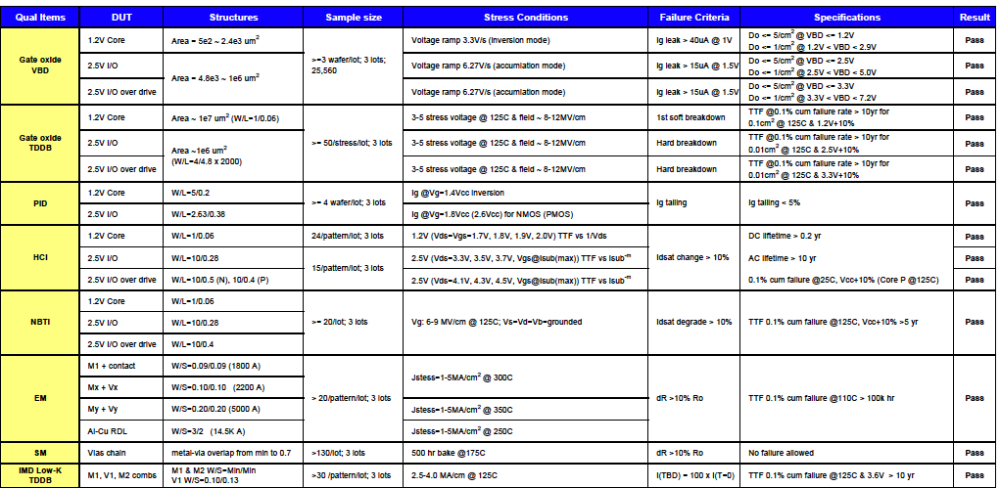 Qual Items DUT Structures Sample size Stress Conditions Failure Criteria Specifications Result
Gate oxide VBD
1.2V Core Area = 5e2 ~ 2.4e3 um² >=3 wafer/lot; 3 lots; 25,560 Voltage ramp 3.3V/s (inversion mode) Ig leak > 40uA @ 1V Do <= 5/cm² @ VBD <= 1.2V
Do <= 1/cm² @ 1.2V < VBD < 2.9V Pass
2.5V I/O Area = 4.8e3 ~ 1e6 um² Voltage ramp 6.27V/s (accumlation mode) Ig leak > 15uA @ 1.5V Do <= 5/cm² @ VBD <= 2.5V
Do <= 1/cm² @ 2.5V < VBD < 5.0V Pass
2.5V I/O over drive Voltage ramp 6.27V/s (accumlation mode) Ig leak > 15uA @ 1.5V Do <= 5/cm² @ VBD <= 3.3V
Do <= 1/cm² @ 3.3V < VBD < 7.2V Pass
Gate oxide TDDB
1.2V Core Area ~ 1e7 um² (W/L=1/0.06) >= 50/stress/lot; 3 lots 3-5 stress voltage @ 125C & field ~ 8-12MV/cm 1st soft breakdown TTF @0.1% cum failure rate > 10yr for
0.1cm² @ 125C & 1.2V+10% Pass
2.5V I/O Area ~1e6 um²
(W/L=4/4.8 x 2000) 3-5 stress voltage @ 125C & field ~ 8-12MV/cm Hard breakdown TTF @0.1% cum failure rate > 10yr for
0.01cm² @ 125C & 2.5V+10% Pass
2.5V I/O over drive 3-5 stress voltage @ 125C & field ~ 8-12MV/cm Hard breakdown TTF @0.1% cum failure rate > 10yr for
0.01cm² @ 125C & 3.3V+10% Pass
PID
1.2V Core W/L=5/0.2 >= 4 wafer/lot; 3 lots Ig @Vg=1.4Vcc inversion Ig tailing Ig tailing < 5% Pass
2.5V I/O W/L=2.63/0.38 Ig @Vg=1.8Vcc (2.6Vcc) for NMOS (PMOS)
HCI
1.2V Core W/L=1/0.06 24/pattern/lot; 3 lots 1.2V (Vds=Vgs=1.7V, 1.8V, 1.9V, 2.0V) TTF vs 1/Vds Idsat change > 10% DC liftetime > 0.2 yr Pass
2.5V I/O W/L=10/0.28 15/pattern/lot; 3 lots 2.5V (Vds=3.3V, 3.5V, 3.7V, Vgs@Isub(max)) TTF vs Isub⁻ᵐ AC lifetime > 10 yr Pass
2.5V I/O over drive W/L=10/0.5 (N), 10/0.4 (P) 2.5V (Vds=4.1V, 4.3V, 4.5V, Vgs@Isub(max)) TTF vs Isub⁻ᵐ 0.1% cum failure @25C, Vcc+10% (Core P @125C) Pass
NBTI
1.2V Core W/L=1/0.06
2.5V I/O W/L=10/0.28 >= 20/lot; 3 lots Vg: 6-9 MV/cm @ 125C; Vs=Vd=Vb=grounded Idsat degrade > 10% TTF 0.1% cum failure @125C, Vcc+10% >5 yr Pass
2.5V I/O over drive W/L=10/0.4
EM
M1 + contact W/S=0.09/0.09 (1800 A) > 20/pattern/lot; 3 lots Jstess=1-5MA/cm² @ 300C dR >10% Ro TTF 0.1% cum failure @110C > 100k hr Pass
Mx + Vx W/S=0.10/0.10 (2200 A)
My + Vy W/S=0.20/0.20 (5000 A) Jstess=1-5MA/cm² @ 350C
Al-Cu RDL W/S=3/2 (14.5K A) Jstess=1-5MA/cm² @ 250C
SM Vias chain metal-via overlap from min to 0.7 >130/lot; 3 lots 500 hr bake @175C dR >10% Ro No failure allowed Pass
IMD Low-K TDDB M1, V1, M2 combs M1 & M2 W/S=Min/Min
V1 W/S=0.10/0.13 >30 /pattern/lot; 3 lots 2.5-4.0 MA/cm @ 125C I(TBD) = 100 x I(T=0) TTF 0.1% cum failure @125C & 3.6V > 10 yr Pass